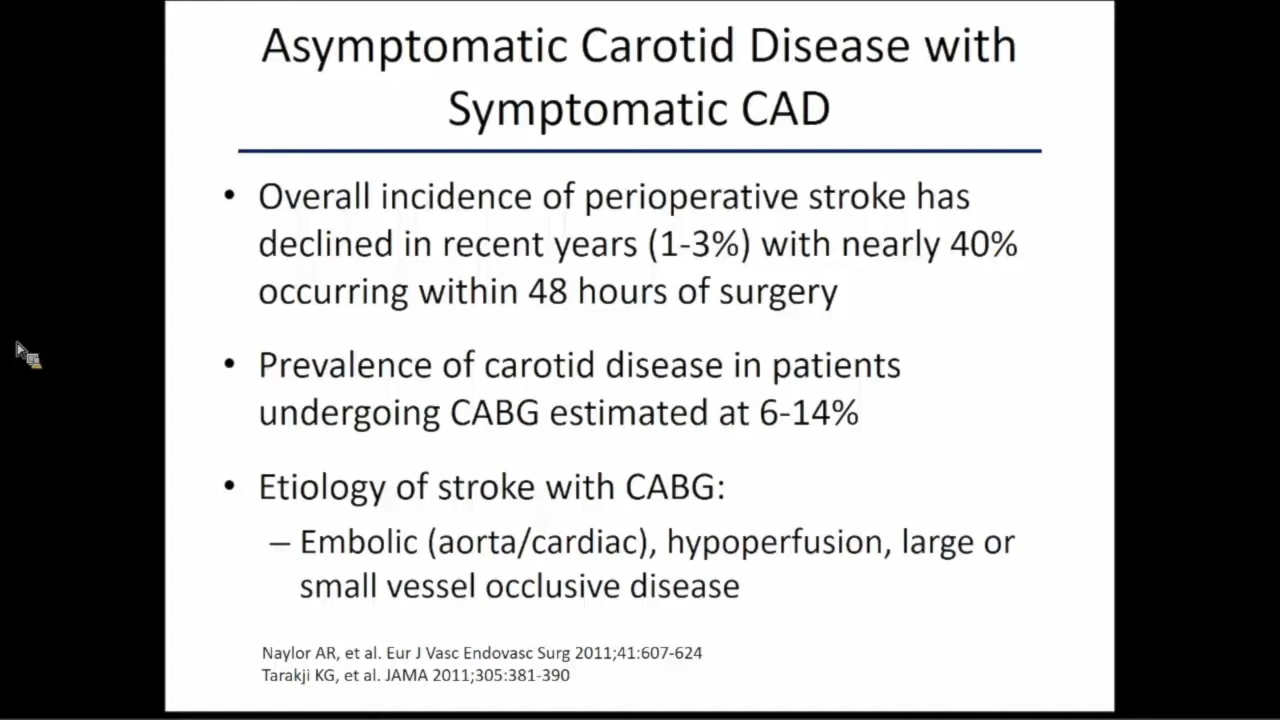 Asymptomatic Carotid Disease with
Symptomatic CAD
• Overall incidence of perioperative stroke has
declined in recent years (1-3%) with nearly 40%
occurring within 48 hours of surgery
• Prevalence of carotid disease in patients
undergoing CABG estimated at 6-14%
• Etiology of stroke with CABG:
– Embolic (aorta/cardiac), hypoperfusion, large or
small vessel occlusive disease
Naylor AR, et al. Eur J Vasc Endovasc Surg 2011;41:607-624
Tarakji KG, et al. JAMA 2011;305:381-390